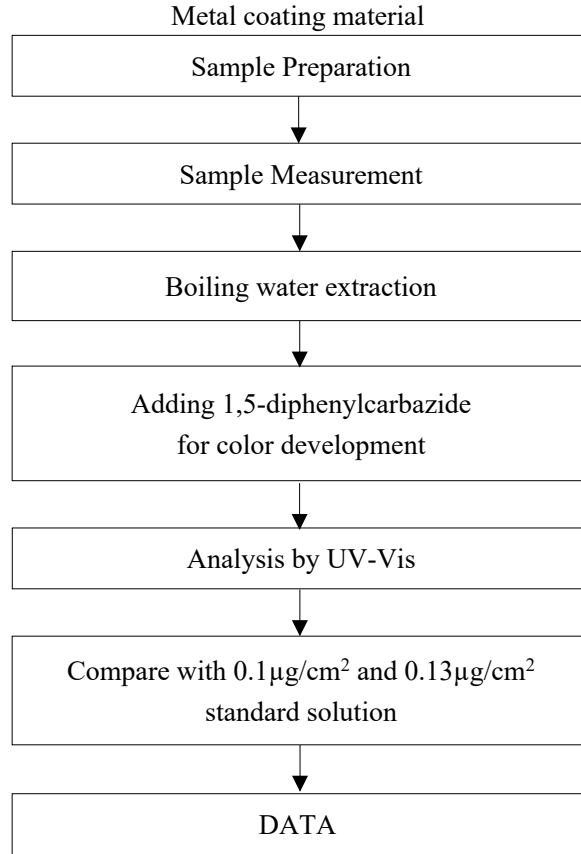 Metal coating material
Sample Preparation
Sample Measurement
Boiling water extraction
Adding 1,5-diphenylcarbazide
for color development
Analysis by UV-Vis
Compare with 0.1µg/cm² and 0.13µg/cm²
standard solution
DATA